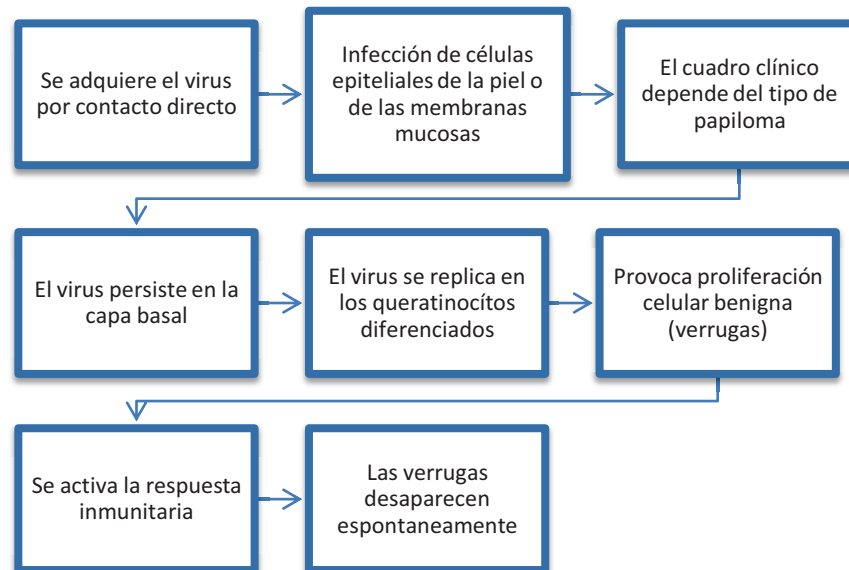 Se adquiere el virus
por contacto directo
Infección de células
epiteliales de la piel o
de las membranas
mucosas
El cuadro clínico
depende del tipo de
papiloma
El virus persiste en la
capa basal
El virus se replica en
los queratinocítos
diferenciados
Provoca proliferación
celular benigna
(verrugas)
Se activa la respuesta
inmunitaria
Las verrugas
desaparecen
espontaneamente